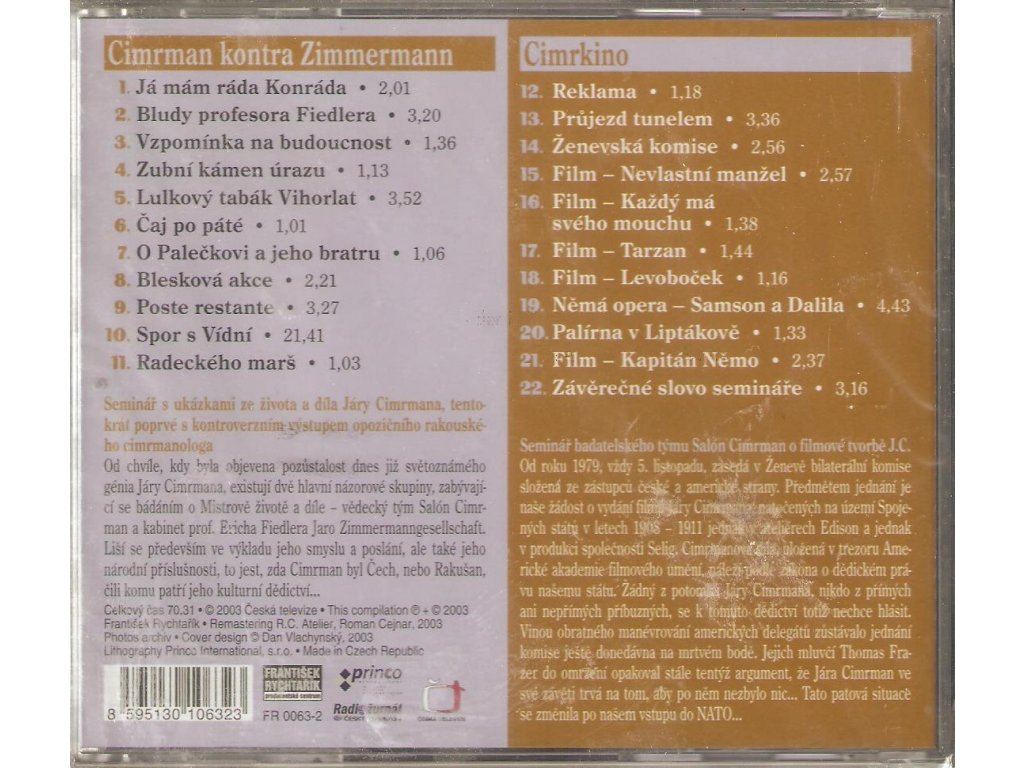 Cimrman kontra Zimmermann
1. Já mám ráda Konráda • 2,01
2. Bludy profesora Fiedlera • 3,20
3. Vzpomínka na budoucnost • 1,36
4. Zubní kámen úrazu • 1,13
5. Lulkový tabák Vihorlat • 3,52
6. Čaj po páté • 1,01
7. O Palečkovi a jeho bratru • 1,06
8. Blesková akce • 2,21
9. Poste restante • 3,27
10. Spor s Vídní • 21,41
11. Radeckého marš • 1,03
Seminář s ukázkami ze života a díla Járy Cimrmana, tento-
krát poprvé s kontroverzním výstupem opozičního rakouské-
ho cimrmanologa
Od chvíle, kdy byla objevena pozůstalost dnes již světoznámého
génia Járy Cimrmana, existují dvě hlavní názorové skupiny, zabývají-
cí se bádáním o Mistrově životě a díle – vědecký tým Salón Cimr-
man a kabinet prof. Ericha Fiedlera Jaro Zimmermanngesellschaft.
Liší se především ve výkladu jeho smyslu a poslání, ale také jeho
národní příslušnosti, to jest, zda Cimrman byl Čech, nebo Rakušan,
čili komu patří jeho kulturní dědictví...
Celkový čas 70.31 • © 2003 Česká televize • This compilation ℗ + © 2003
František Rychtařík • Remastering R.C. Atelier, Roman Cejnar, 2003
Photos archiv • Cover design © Dan Vlachynský, 2003
Lithography Princo International, s.r.o. • Made in Czech Republic
8 595130 106323
FRANTIŠEK
RYCHTAŘÍK
producentské centrum
FR 0063-2
princo
Radiožurnál
ČESKÁ TELEVIZE
Cimrkino
12. Reklama • 1,18
13. Průjezd tunelem • 3,36
14. Ženevská komise • 2,56
15. Film – Nevlastní manžel • 2,57
16. Film – Každý má
svého mouchu • 1,38
17. Film – Tarzan • 1,44
18. Film – Levoboček • 1,16
19. Němá opera – Samson a Dalila • 4,43
20. Palírna v Liptákově • 1,33
21. Film – Kapitán Němo • 2,37
22. Závěrečné slovo semináře • 3,16
Seminář badatelského týmu Salón Cimrman o filmové tvorbě J.C.
Od roku 1979, vždy 5. listopadu, zasedá v Ženevě bilaterální komise
složená ze zástupců české a americké strany. Předmětem jednání je
naše žádost o vydání filmů Járy Cimrmana, natočených na území Spoje-
ných států v letech 1908 – 1911 jednak v ateliérech Edison a jednak
v produkci společnosti Selig. Cimrmanova díla, uložená v trezoru Ame-
rické akademie filmového umění, náleží podle zákona o dědickém prá-
vu našemu státu. Žádný z potomků Járy Cimrmana, nikdo z přímých
ani nepřímých příbuzných, se k tomuto dědictví totiž nechce hlásit.
Vinou obratného manévrování amerických delegátů zůstávalo jednání
komise ještě donedávna na mrtvém bodě. Jejich mluvčí Thomas Fra-
zer do omrzení opakoval stále tentýž argument, že Jára Cimrman ve
své závěti trvá na tom, aby po něm nezbylo nic... Tato patová situace
se změnila po našem vstupu do NATO...